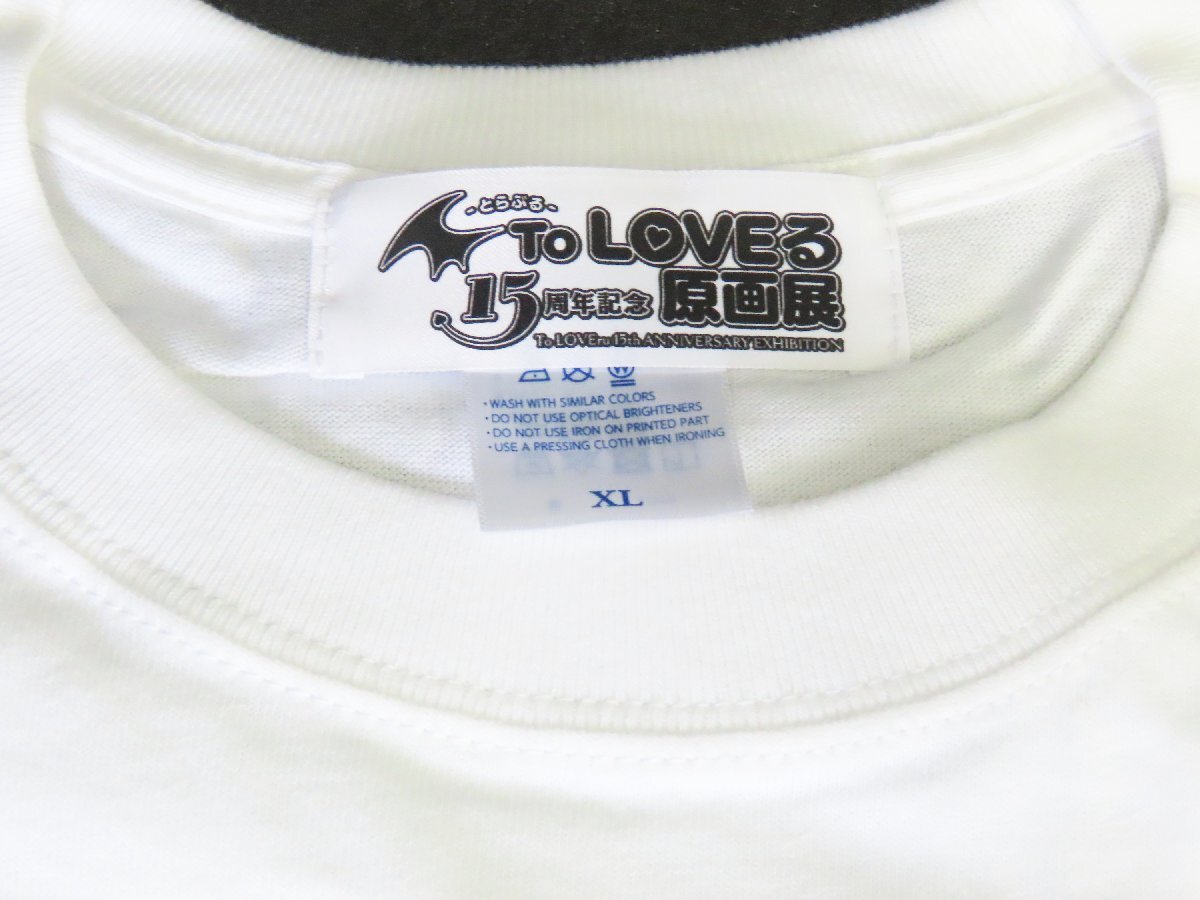 -とらぶる-
To LOVEる
15周年記念 原画展
To LOVEru 15th ANNIVERSARY EXHIBITION
W
・WASH WITH SIMILAR COLORS
・DO NOT USE OPTICAL BRIGHTENERS
・DO NOT USE IRON ON PRINTED PART
・USE A PRESSING CLOTH WHEN IRONING
XL